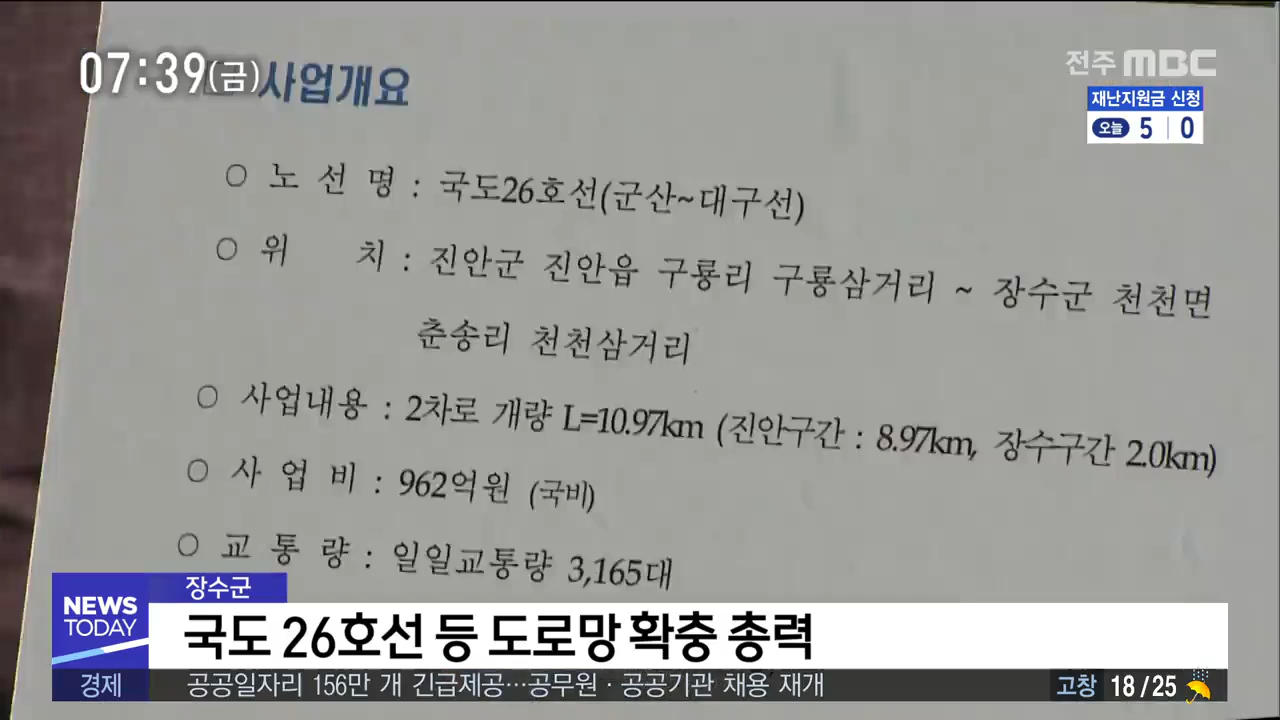 07:39(금)
사업개요
전주 MBC
재난지원금 신청
오늘 5 0
○ 노 선 명 : 국도26호선(군산~대구선)
○ 위 치 : 진안군 진안읍 구룡리 구룡삼거리 ~ 장수군 천천면
춘송리 천천삼거리
○ 사업내용 : 2차로 개량 L=10.97km (진안구간 : 8.97km, 장수구간 2.0km)
○ 사 업 비 : 962억원 (국비)
○ 교 통 량 : 일일교통량 3,165대
장수군
NEWS
TODAY
국도 26호선 등 도로망 확충 총력
경제 공공일자리 156만 개 긴급제공…공무원·공공기관 채용 재개 고창 18/25